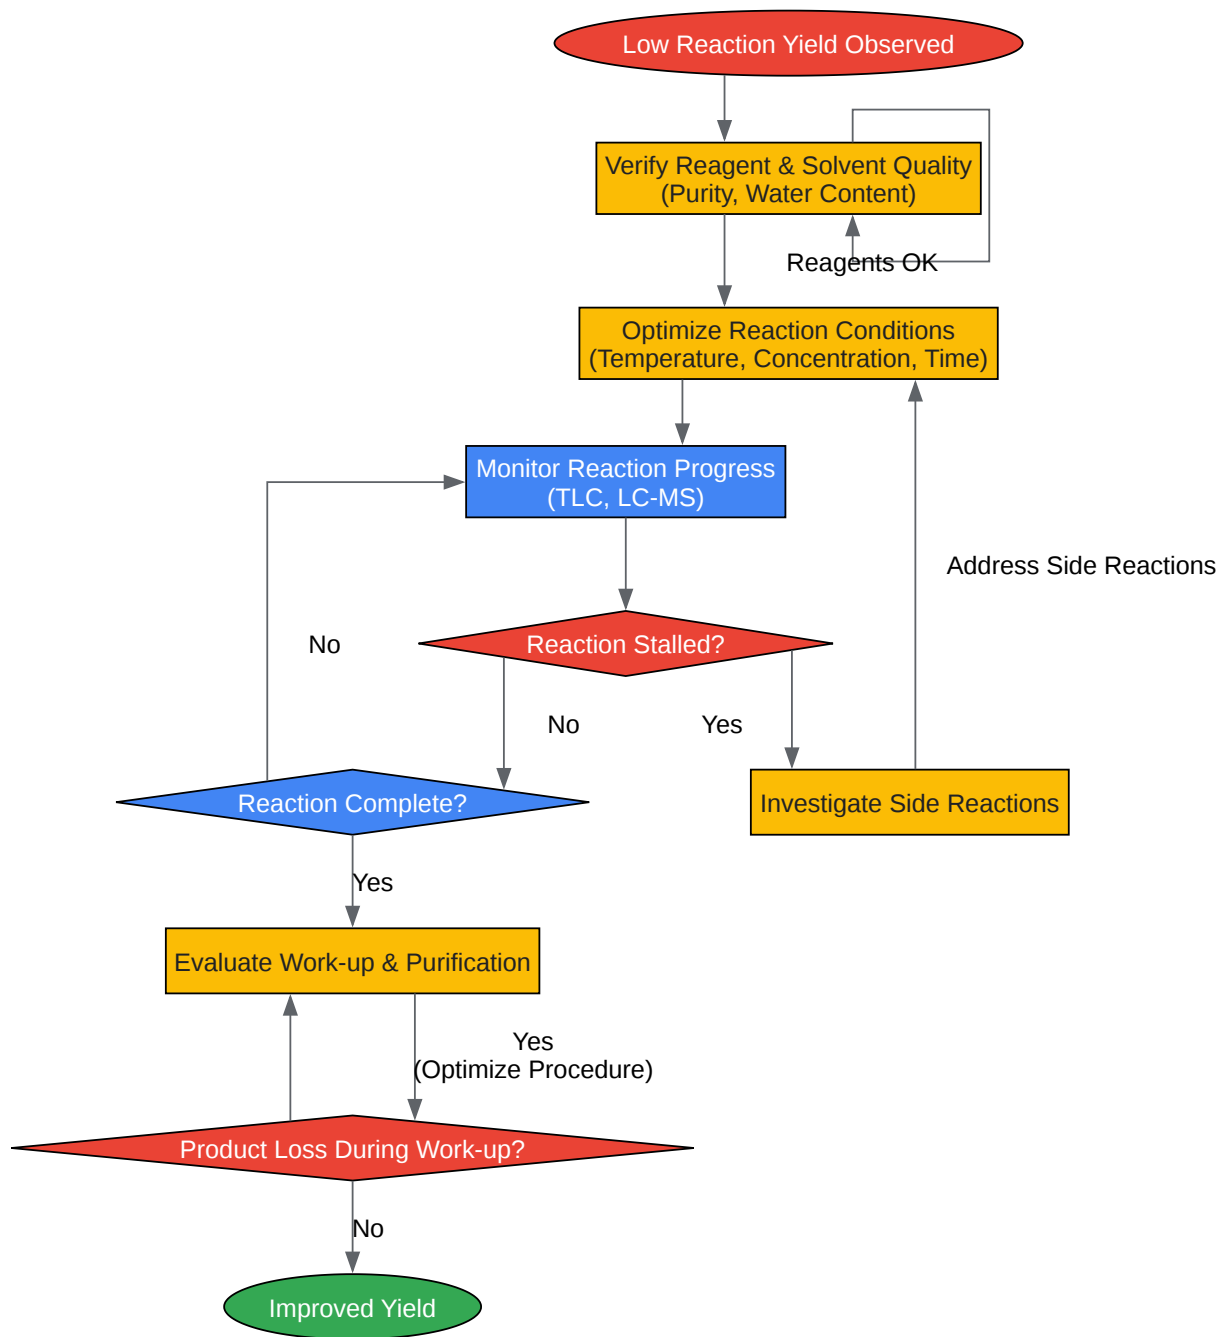 Low Reaction Yield Observed
Verify Reagent & Solvent Quality
(Purity, Water Content)
Reagents OK
Optimize Reaction Conditions
(Temperature, Concentration, Time)
Monitor Reaction Progress
(TLC, LC-MS)
Address Side Reactions
No
Reaction Stalled?
No
Yes
Reaction Complete?
Investigate Side Reactions
Yes
Evaluate Work-up & Purification
Yes
(Optimize Procedure)
Product Loss During Work-up?
No
Improved Yield